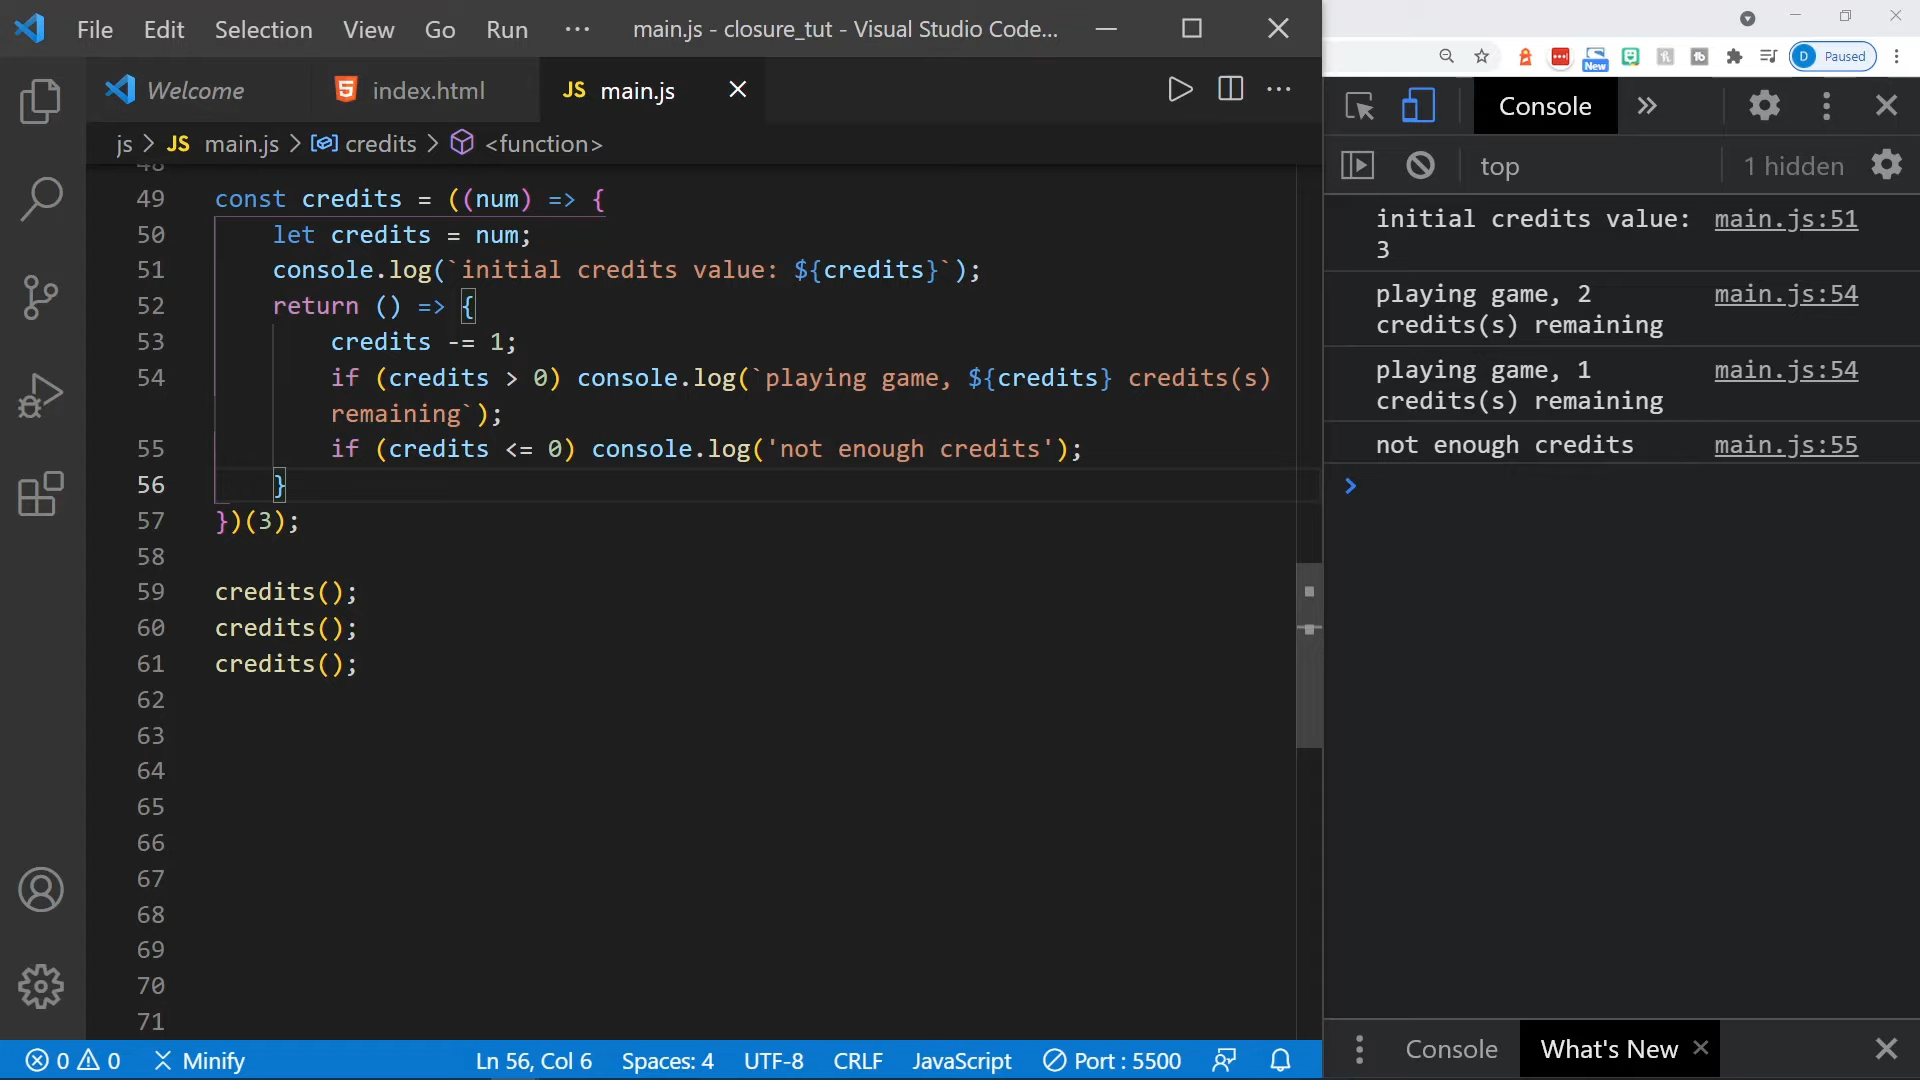 File Edit Selection View Go Run ··· main.js - closure_tut - Visual Studio Code...
Welcome index.html JS main.js
js > JS main.js > credits > <function>
48
49 const credits = ((num) => {
50 let credits = num;
51 console.log(`initial credits value: ${credits}`);
52 return () => {
53 credits -= 1;
54 if (credits > 0) console.log(`playing game, ${credits} credits(s)
remaining`);
55 if (credits <= 0) console.log('not enough credits');
56 }
57 })(3);
58
59 credits();
60 credits();
61 credits();
62
63
64
65
66
67
68
69
70
71
0 0 Minify Ln 56, Col 6 Spaces: 4 UTF-8 CRLF JavaScript Port : 5500
New D Paused
Console
top 1 hidden
initial credits value: main.js:51
3
playing game, 2 main.js:54
credits(s) remaining
playing game, 1 main.js:54
credits(s) remaining
not enough credits main.js:55
Console What's New